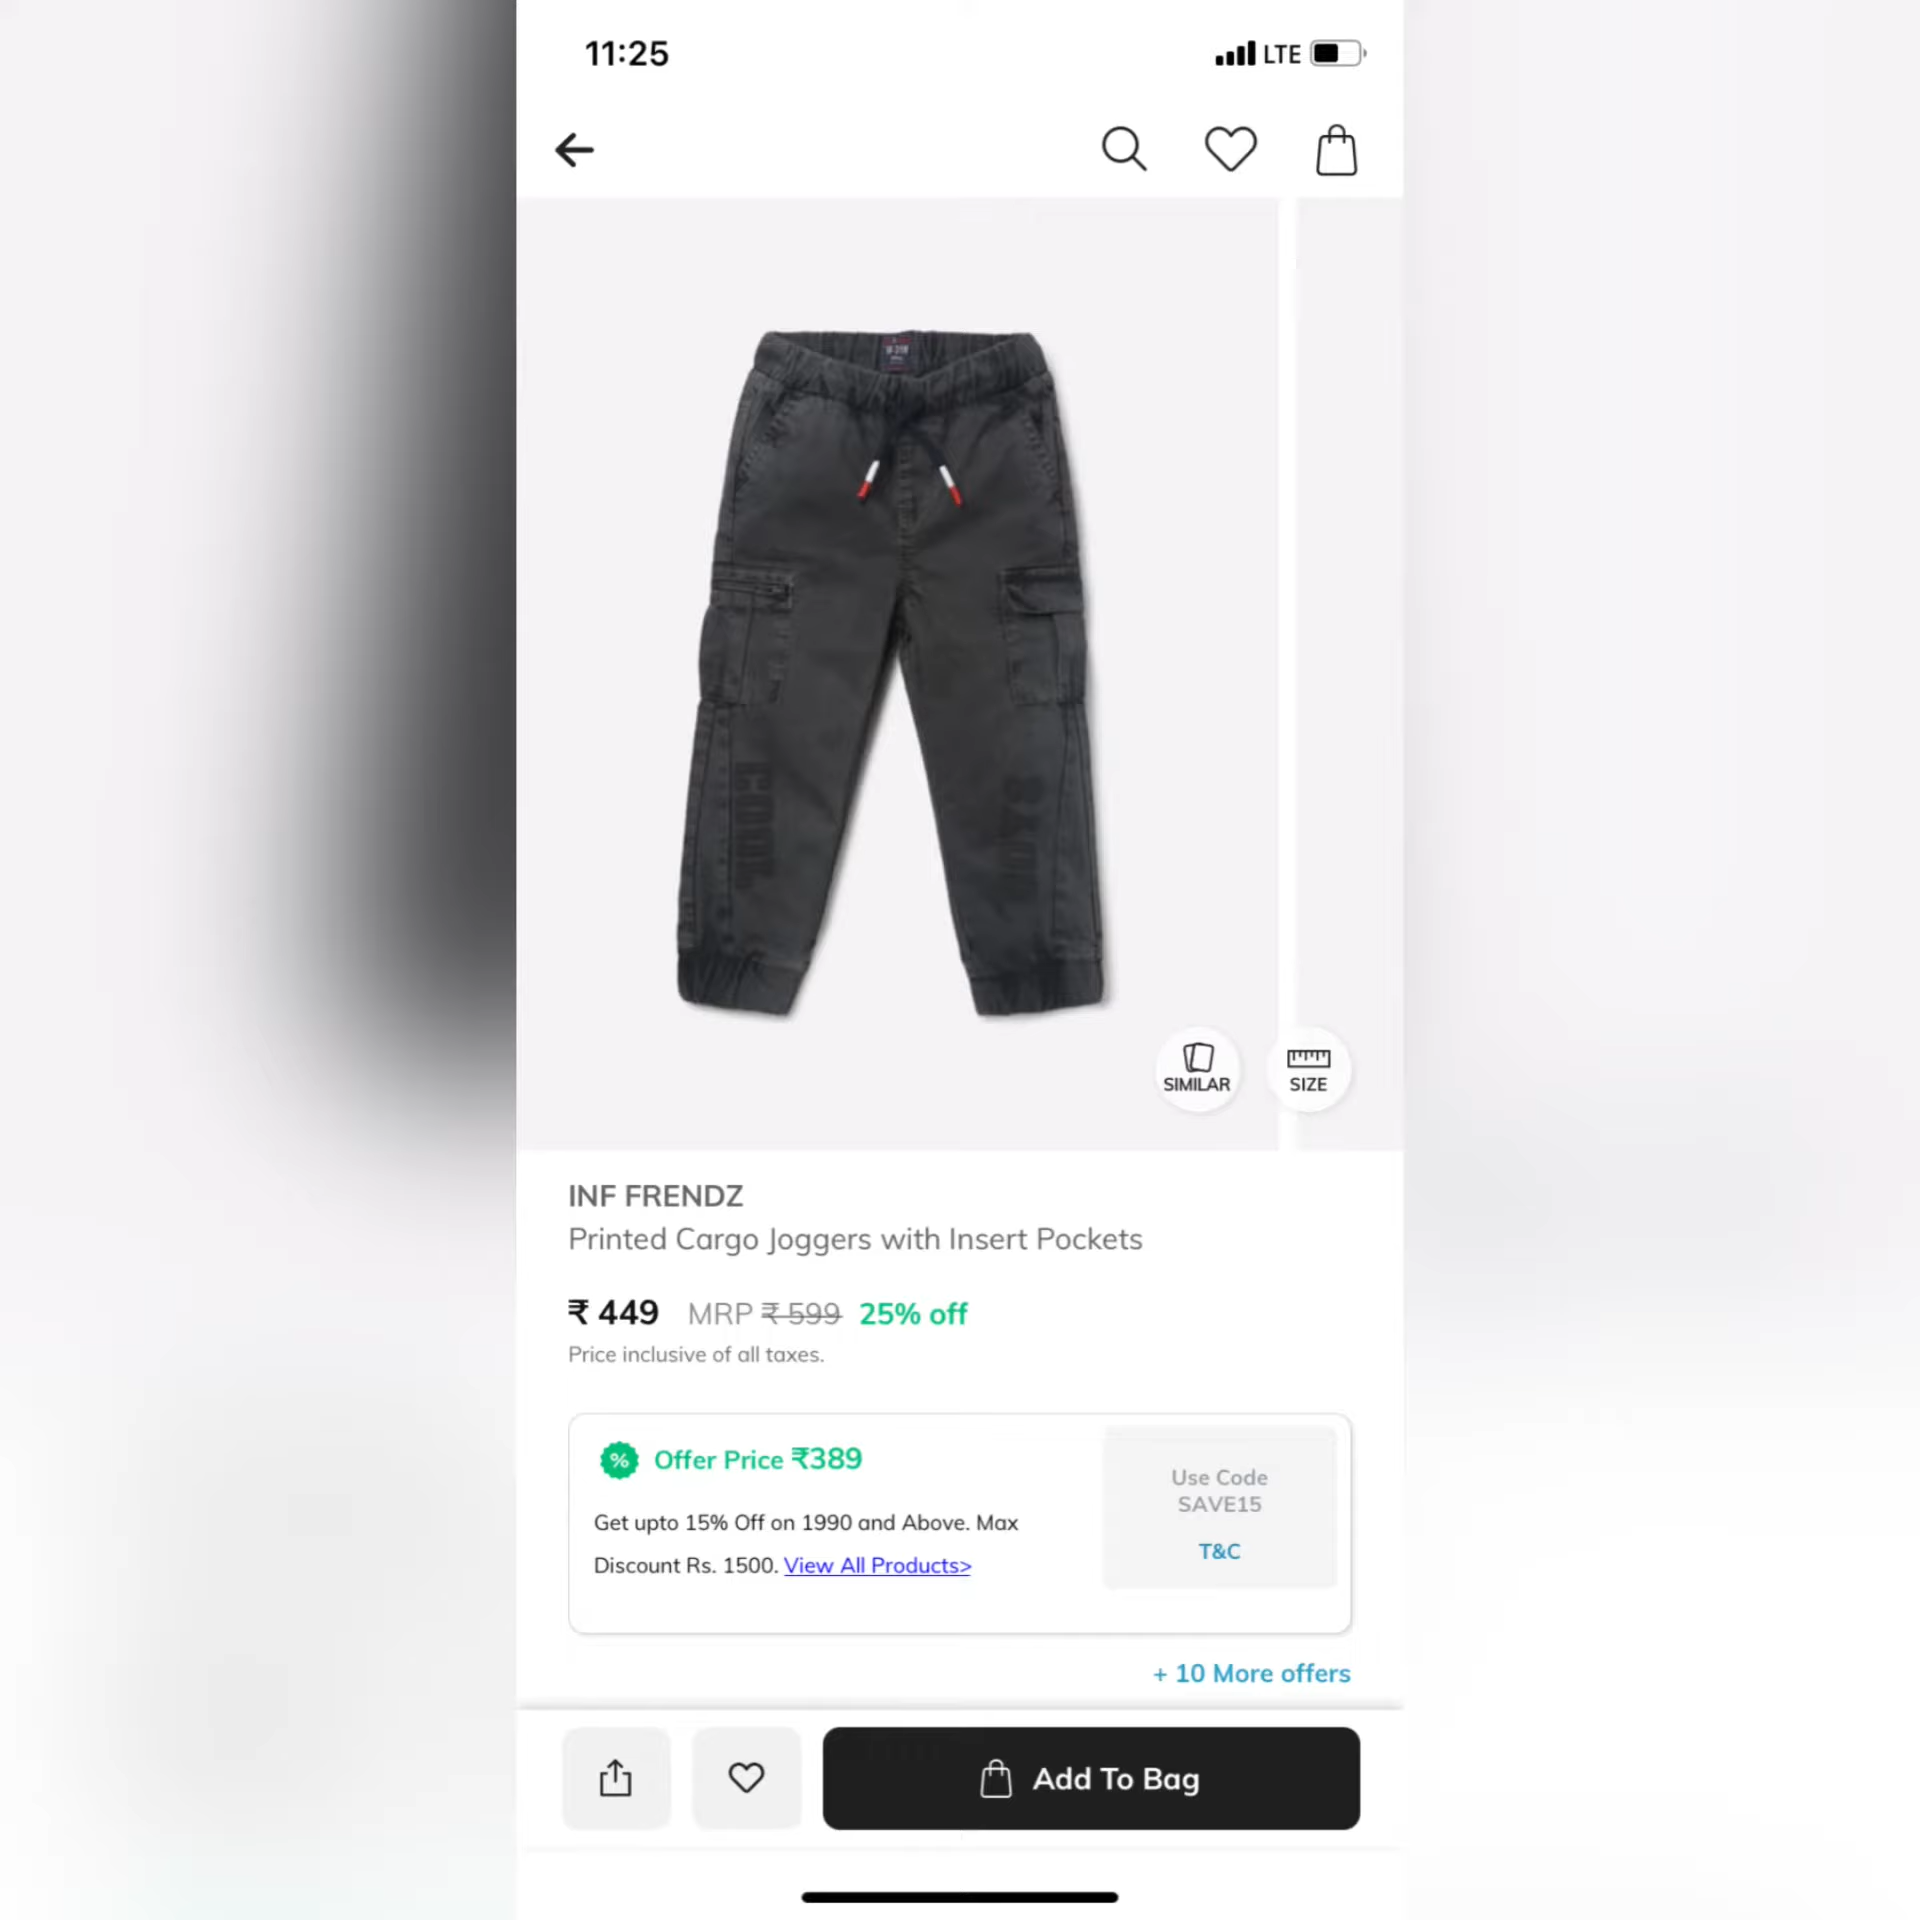 11:25
LTE
SIMILAR
SIZE
INF FRENDZ
Printed Cargo Joggers with Insert Pockets
₹ 449 MRP ₹ 599 25% off
Price inclusive of all taxes.
% Offer Price ₹389
Get upto 15% Off on 1990 and Above. Max
Discount Rs. 1500. View All Products>
Use Code
SAVE15
T&C
+ 10 More offers
Add To Bag